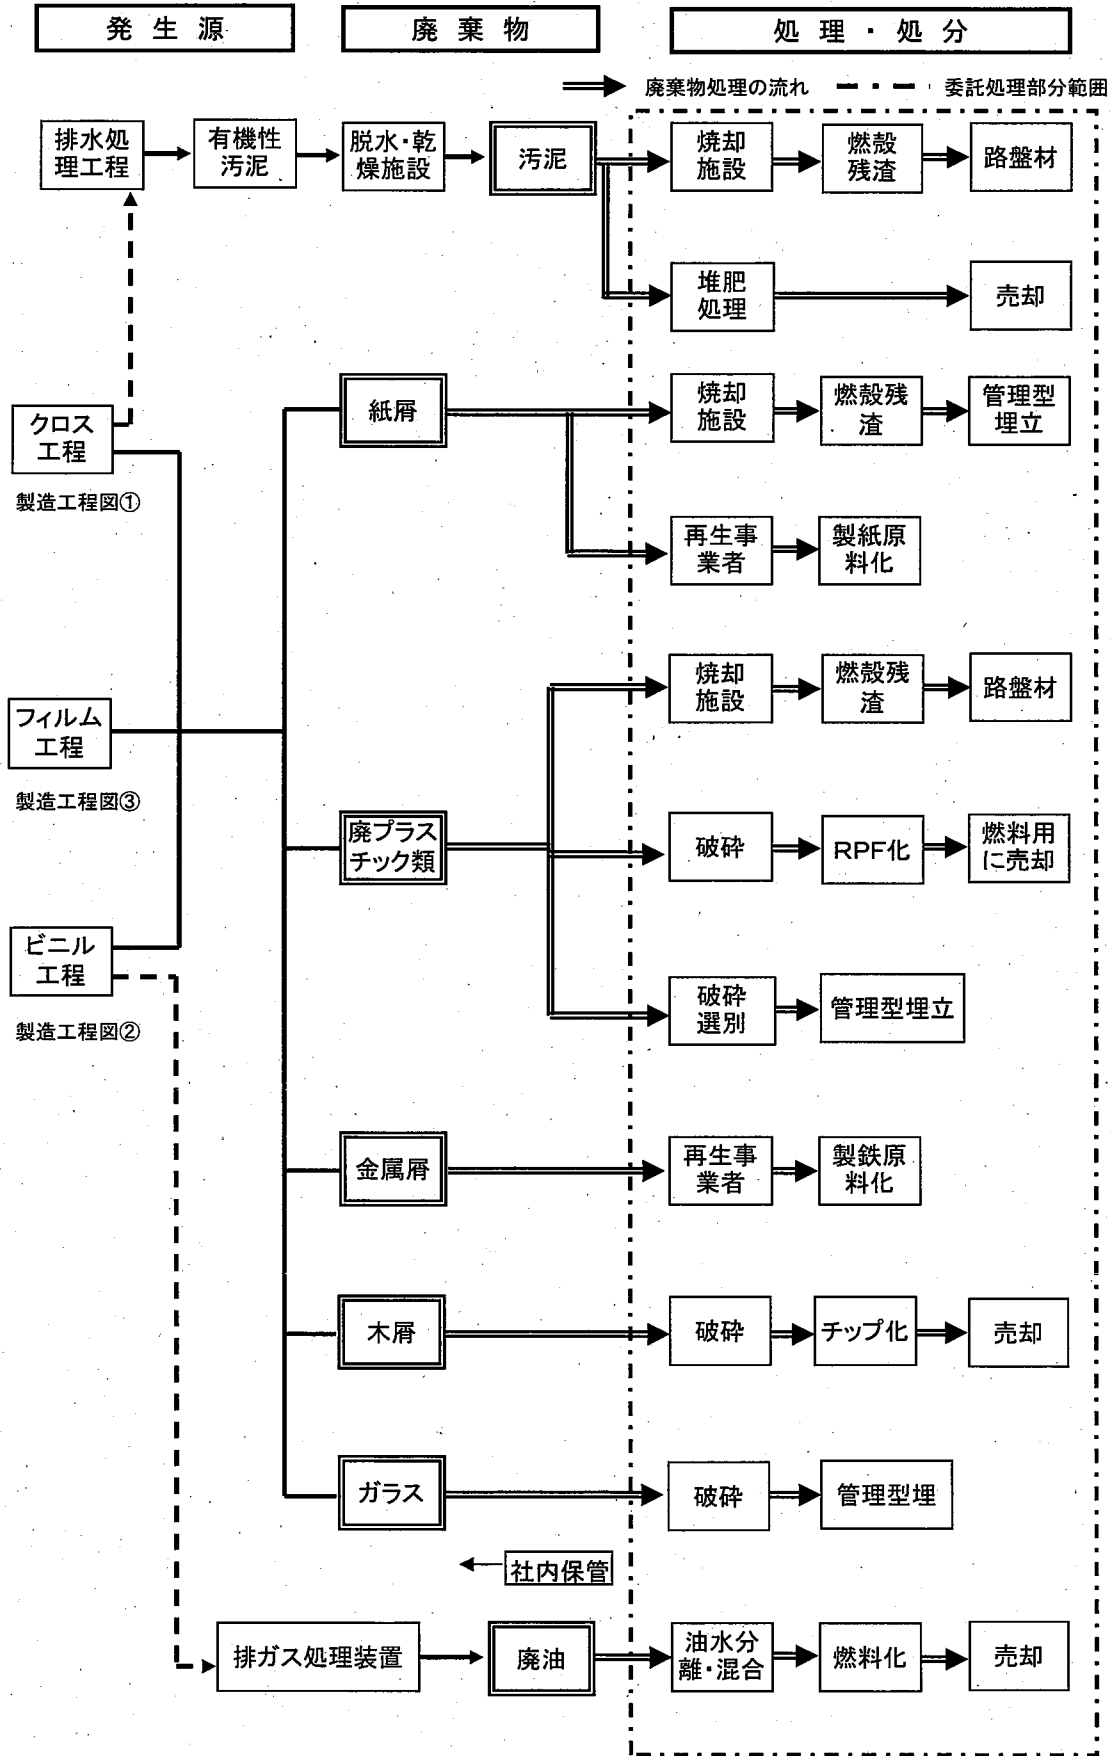 発生源
廃棄物
処理・処分
廃棄物処理の流れ
委託処理部分範囲
排水処
理工程
有機性
汚泥
脱水・乾
燥施設
汚泥
焼却
施設
燃殻
残渣
路盤材
堆肥
処理
売却
クロス
工程
製造工程図①
紙屑
焼却
施設
燃殻残
渣
管理型
埋立
再生事
業者
製紙原
料化
フィルム
工程
製造工程図③
焼却
施設
燃殻残
渣
路盤材
廃プラス
チック類
破砕
RPF化
燃料用
に売却
ビニル
工程
製造工程図②
破砕
選別
管理型埋立
金属屑
再生事
業者
製鉄原
料化
木屑
破砕
チップ化
売却
ガラス
破砕
管理型埋
社内保管
排ガス処理装置
廃油
油水分
離・混合
燃料化
売却